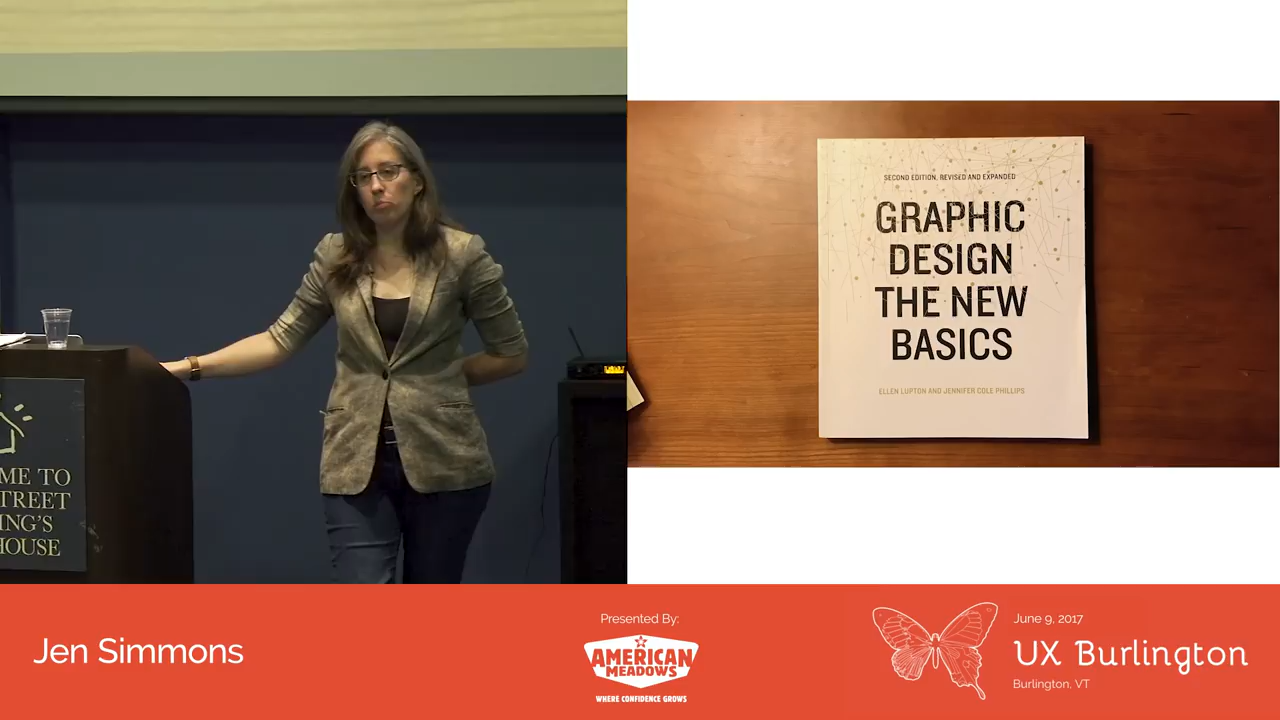 ME TO
TREET
ING'S
HOUSE
SECOND EDITION, REVISED AND EXPANDED
GRAPHIC
DESIGN
THE NEW
BASICS
ELLEN LUPTON AND JENNIFER COLE PHILLIPS
Jen Simmons
Presented By:
AMERICAN
MEADOWS
WHERE CONFIDENCE GROWS
June 9, 2017
UX Burlington
Burlington, VT